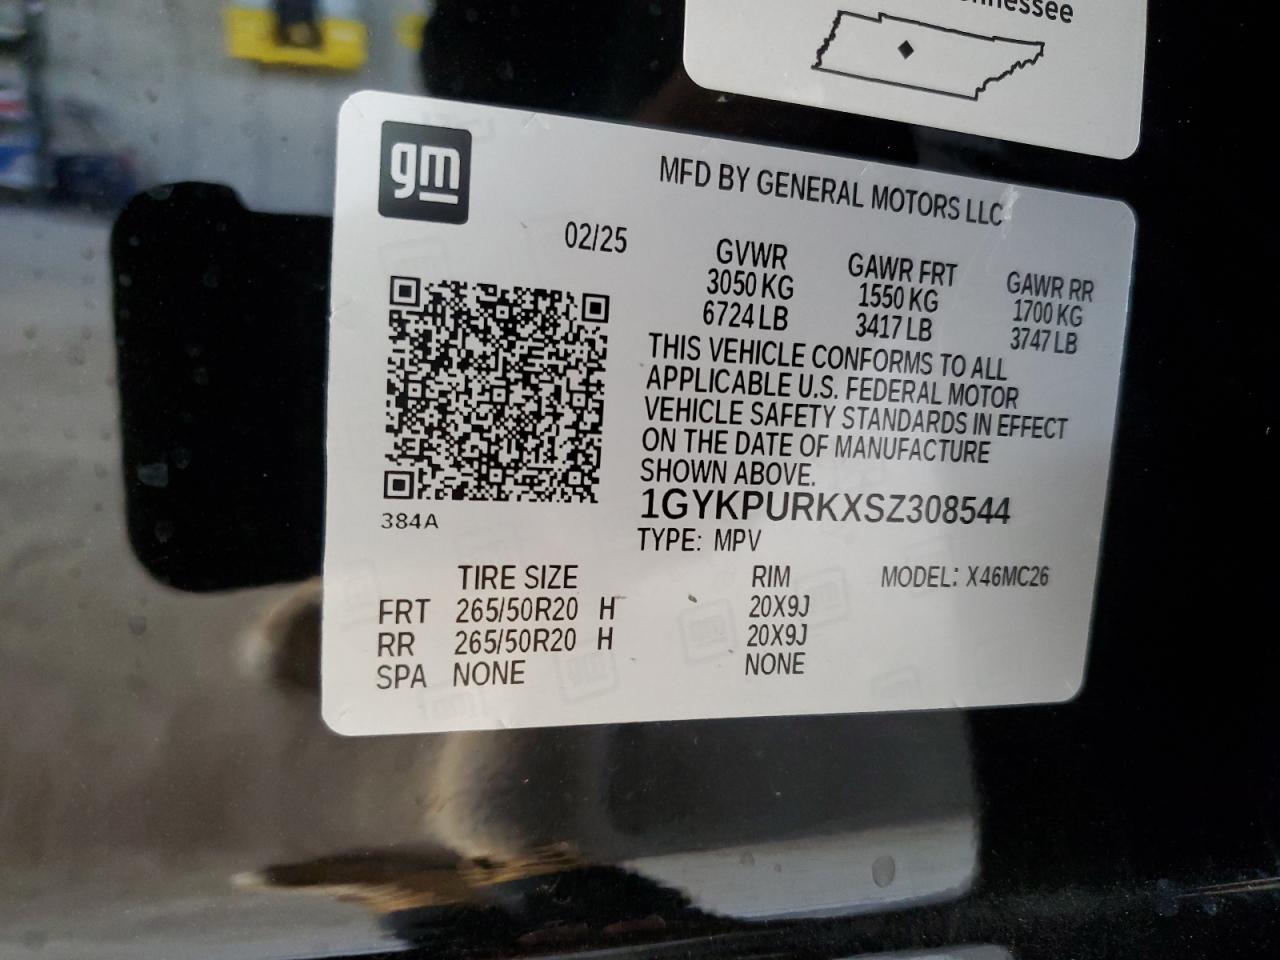 nnessee
gm
MFD BY GENERAL MOTORS LLC
02/25
GVWR GAWR FRT GAWR RR
3050 KG 1550 KG 1700 KG
6724 LB 3417 LB 3747 LB
THIS VEHICLE CONFORMS TO ALL
APPLICABLE U.S. FEDERAL MOTOR
VEHICLE SAFETY STANDARDS IN EFFECT
ON THE DATE OF MANUFACTURE
SHOWN ABOVE.
1GYKPURKXSZ308544
384A
TYPE: MPV
TIRE SIZE RIM MODEL: X46MC26
FRT 265/50R20 H 20X9J
RR 265/50R20 H 20X9J
SPA NONE NONE